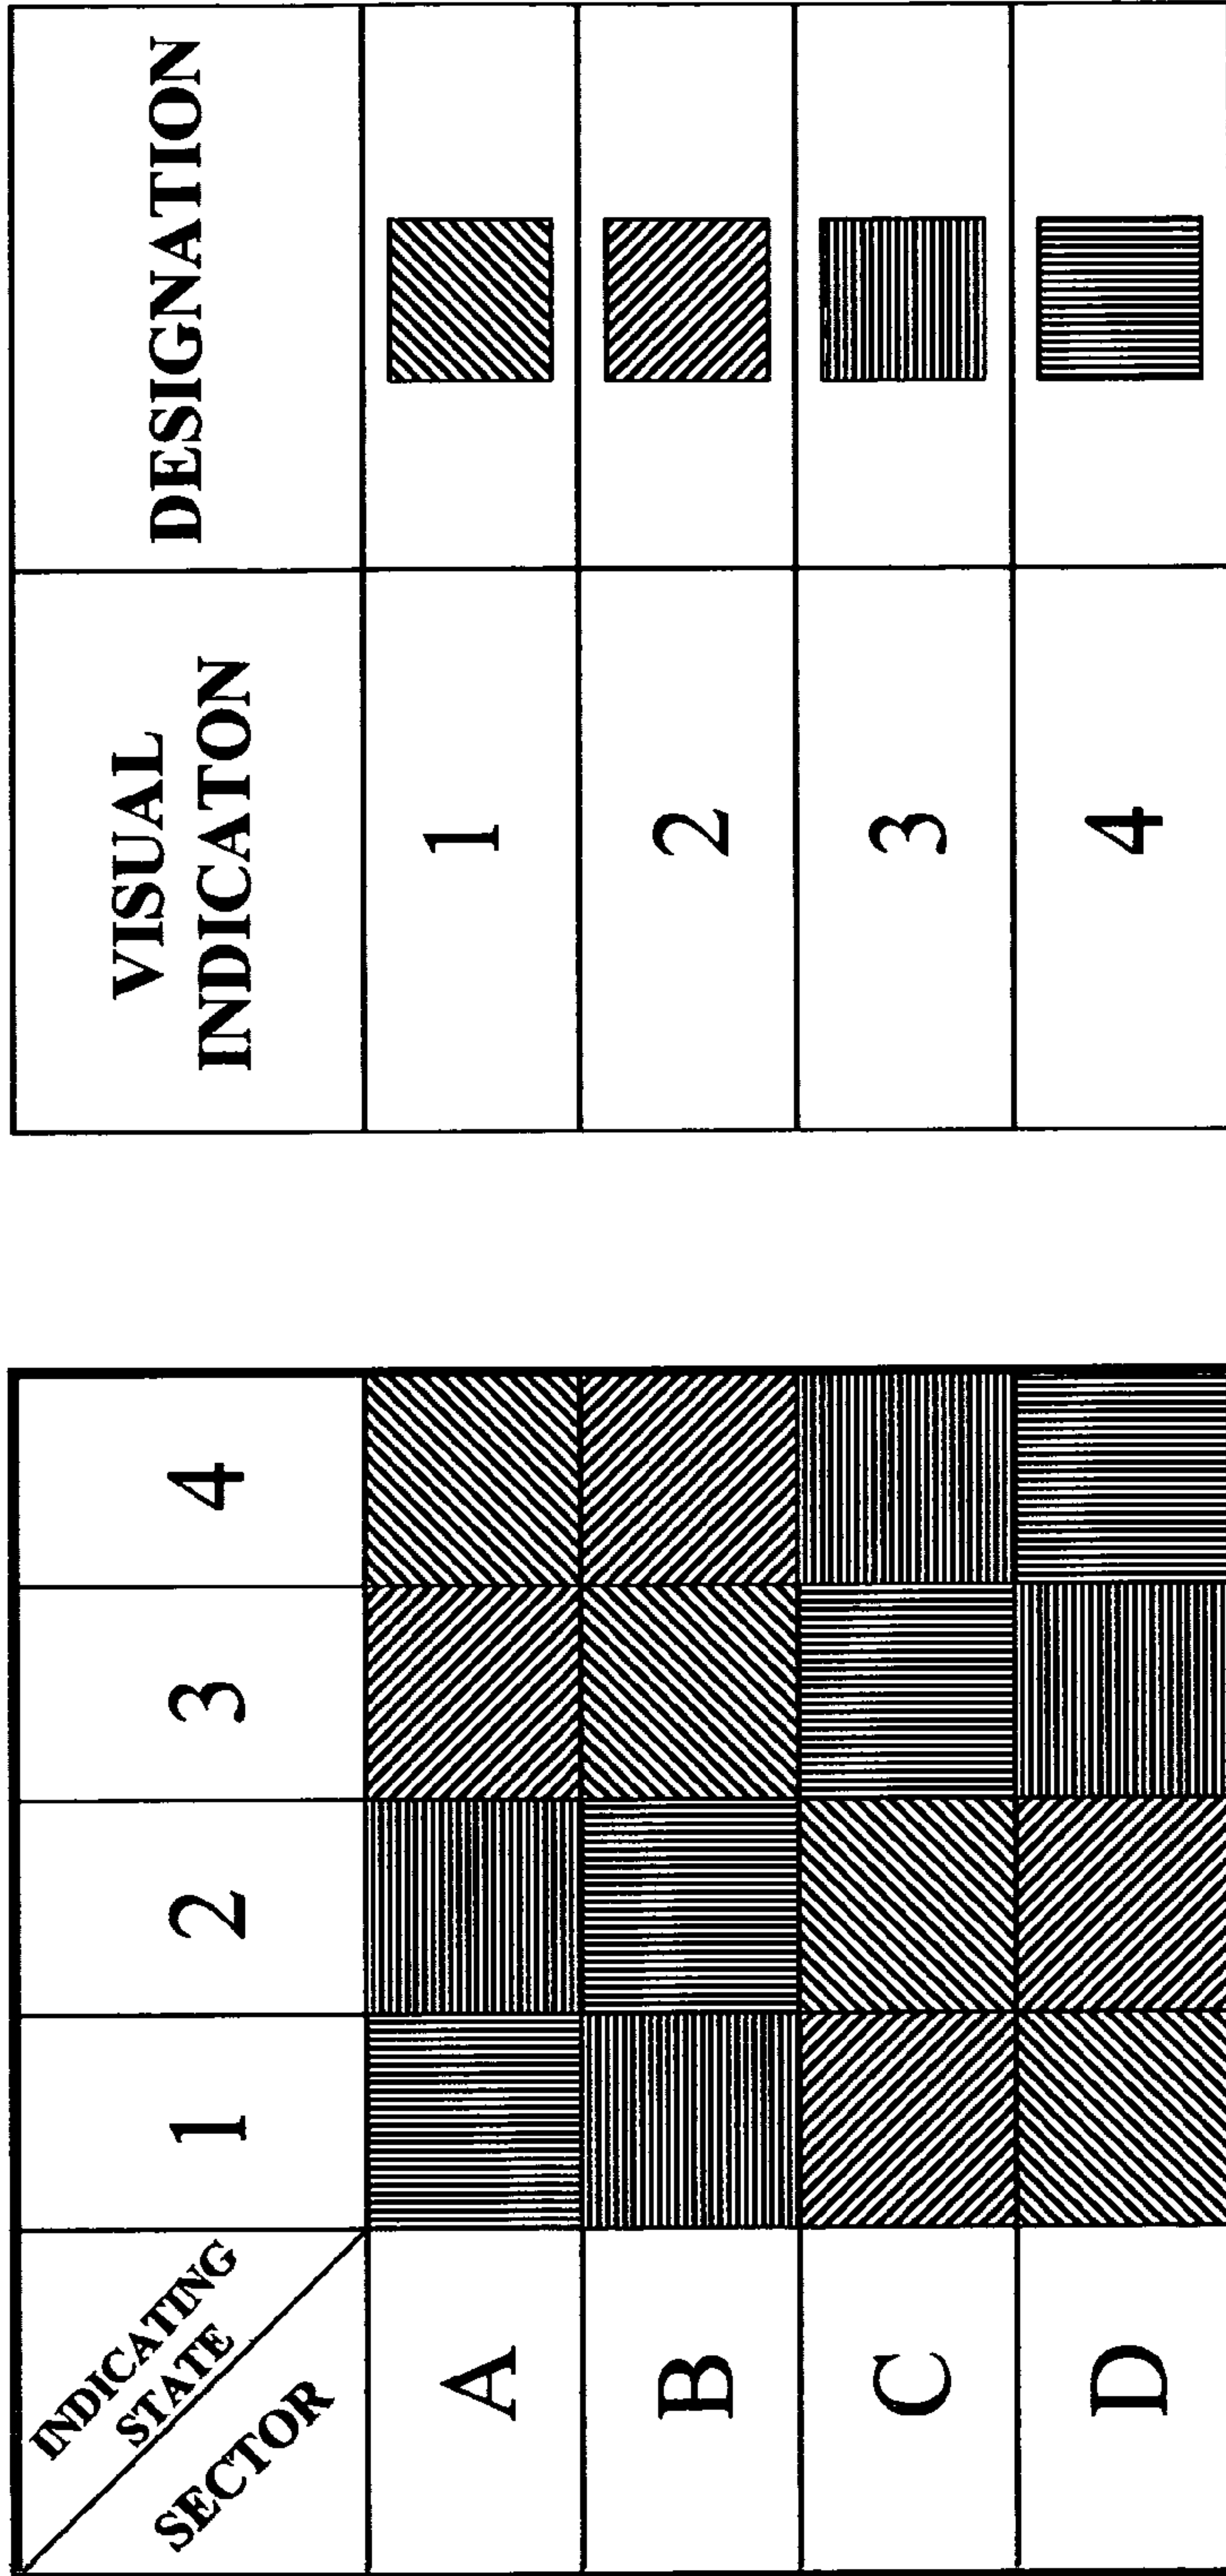 INDICATING
STATE
SECTOR
1 2 3 4
A
B
C
D
VISUAL
INDICATON
DESIGNATION
1
2
3
4